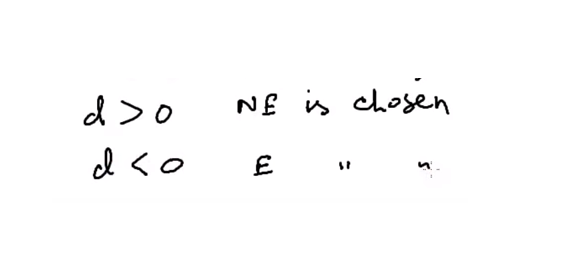 d > 0 NE is chosen
d < 0 E " "